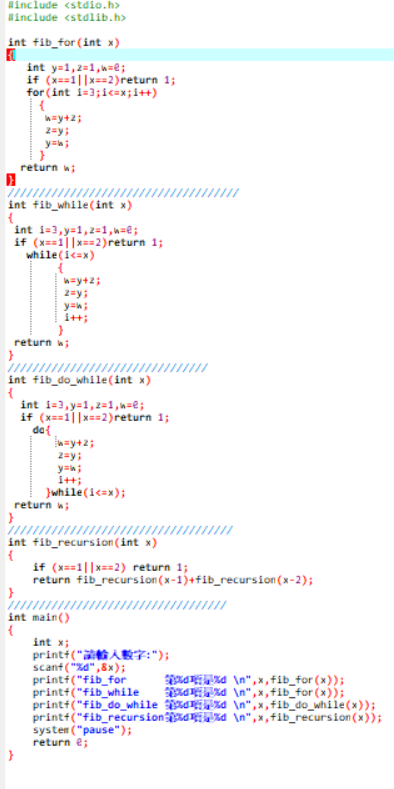 #include <stdio.h>
#include <stdlib.h>
int fib_for(int x)
{
int y=1,z=1,w=0;
if (x==1||x==2)return 1;
for(int i=3;i<=x;i++)
{
w=y+z;
z=y;
y=w;
}
return w;
}
/////////////////////////////////////
int fib_while(int x)
{
int i=3,y=1,z=1,w=0;
if (x==1||x==2)return 1;
while(i<=x)
{
w=y+z;
z=y;
y=w;
i++;
}
return w;
}
////////////////////////////////
int fib_do_while(int x)
{
int i=3,y=1,z=1,w=0;
if (x==1||x==2)return 1;
do{
w=y+z;
z=y;
y=w;
i++;
}while(i<=x);
return w;
}
////////////////////////////////////
int fib_recursion(int x)
{
if (x==1||x==2) return 1;
return fib_recursion(x-1)+fib_recursion(x-2);
}
///////////////////////////////////
int main()
{
int x;
printf("請輸入數字:");
scanf("%d",&x);
printf("fib_for      第%d項是%d \n",x,fib_for(x));
printf("fib_while    第%d項是%d \n",x,fib_for(x));
printf("fib_do_while 第%d項是%d \n",x,fib_do_while(x));
printf("fib_recursion第%d項是%d \n",x,fib_recursion(x));
system("pause");
return 0;
}